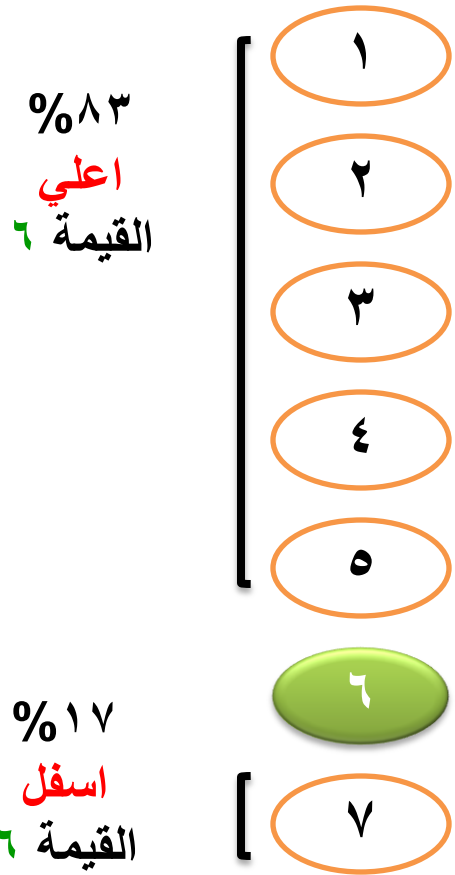 ١
٢
٣
٤
٥
٦
٧
%٨٣
اعلي
القيمة ٦
%١٧
اسفل
القيمة ٦